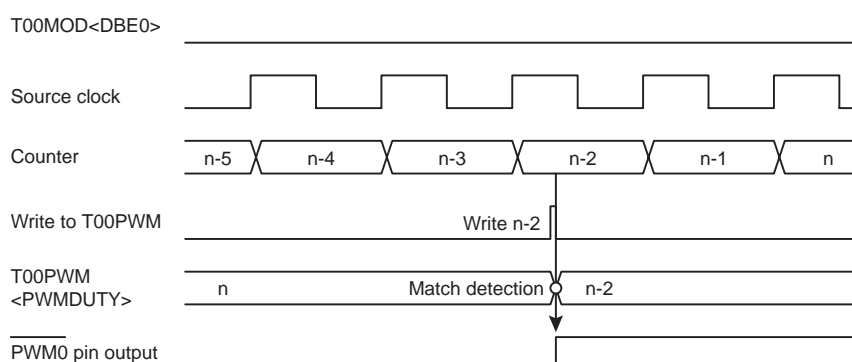 T00MOD<DBE0>
Source clock
Counter n-5 n-4 n-3 n-2 n-1 n
Write to T00PWM Write n-2
T00PWM
<PWMDUTY> n Match detection n-2
PWM0 pin output